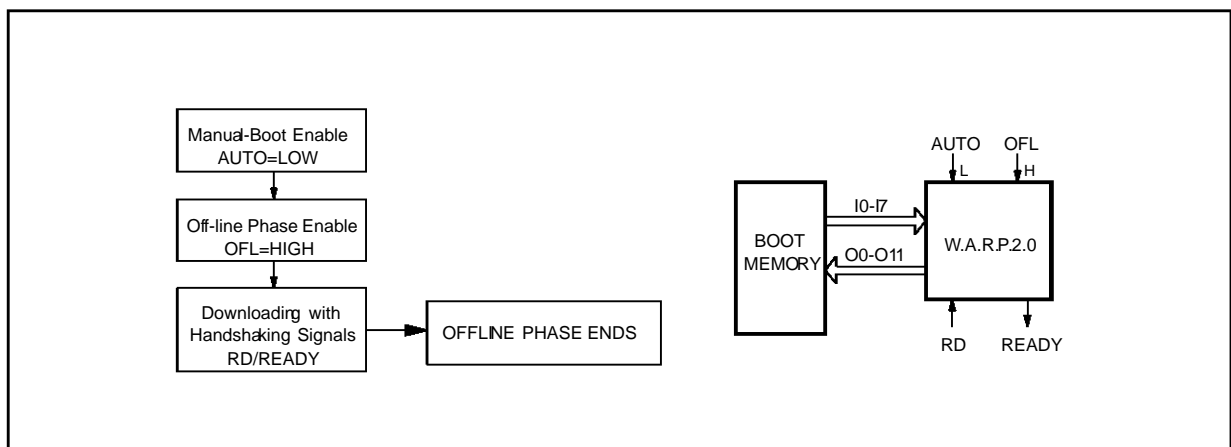 Manual-Boot Enable
AUTO=LOW
Off-line Phase Enable
OFL=HIGH
Downloading with
Handshaking Signals
RD/READY
OFFLINE PHASE ENDS
AUTO
OFL
L
H
BOOT
MEMORY
I0-I7
O0-O11
W.A.R.P.2.0
RD
READY